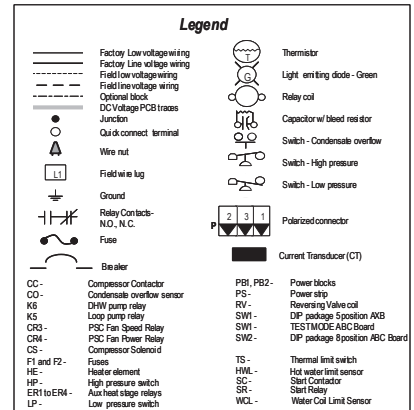 Legend
Factory Low voltage wiring
Factory Line voltage wiring
Field low voltage wiring
Field line voltage wiring
Optional block
DC Voltage PCB traces
Junction
Quick connect terminal
Wire nut
L1
Field wire lug
Ground
Relay Contacts-
N.O., N.C.
Fuse
Breaker
T
Thermistor
G
Light emitting diode - Green
Relay coil
Capacitor w/ bleed resistor
Switch - Condensate overflow
Switch - High pressure
Switch - Low pressure
2 3 1
P
Polarized connector
Current Transducer (CT)
CC - Compressor Contactor
CO - Condensate overflow sensor
K6 DHW pump relay
K5 Loop pump relay
CR3 - PSC Fan Speed Relay
CR4 - PSC Fan Power Relay
CS - Compressor Solenoid
F1 and F2 - Fuses
HE - Heater element
HP - High pressure switch
ER1 to ER4 - Aux heat stage relays
LP - Low pressure switch
PB1, PB2 - Power blocks
PS - Power strip
RV - Reversing Valve coil
SW1 - DIP package 5 position AXB
SW1 - TEST MODE ABC Board
SW2 - DIP package 8 position ABC Board
TS - Thermal limit switch
HWL - Hot water limit sensor
SC - Start Contactor
SR - Start Relay
WCL - Water Coil Limit Sensor